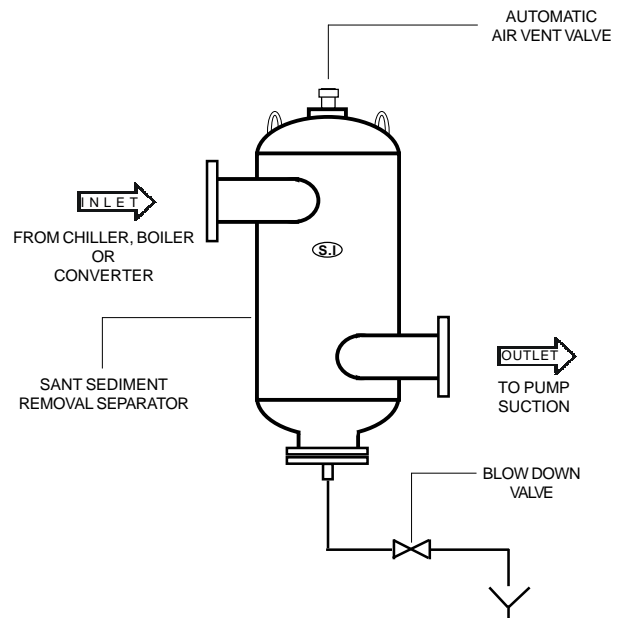 AUTOMATIC
AIR VENT VALVE
INLET
FROM CHILLER, BOILER
OR
CONVERTER
S.I
OUTLET
TO PUMP
SUCTION
SANT SEDIMENT
REMOVAL SEPARATOR
BLOW DOWN
VALVE